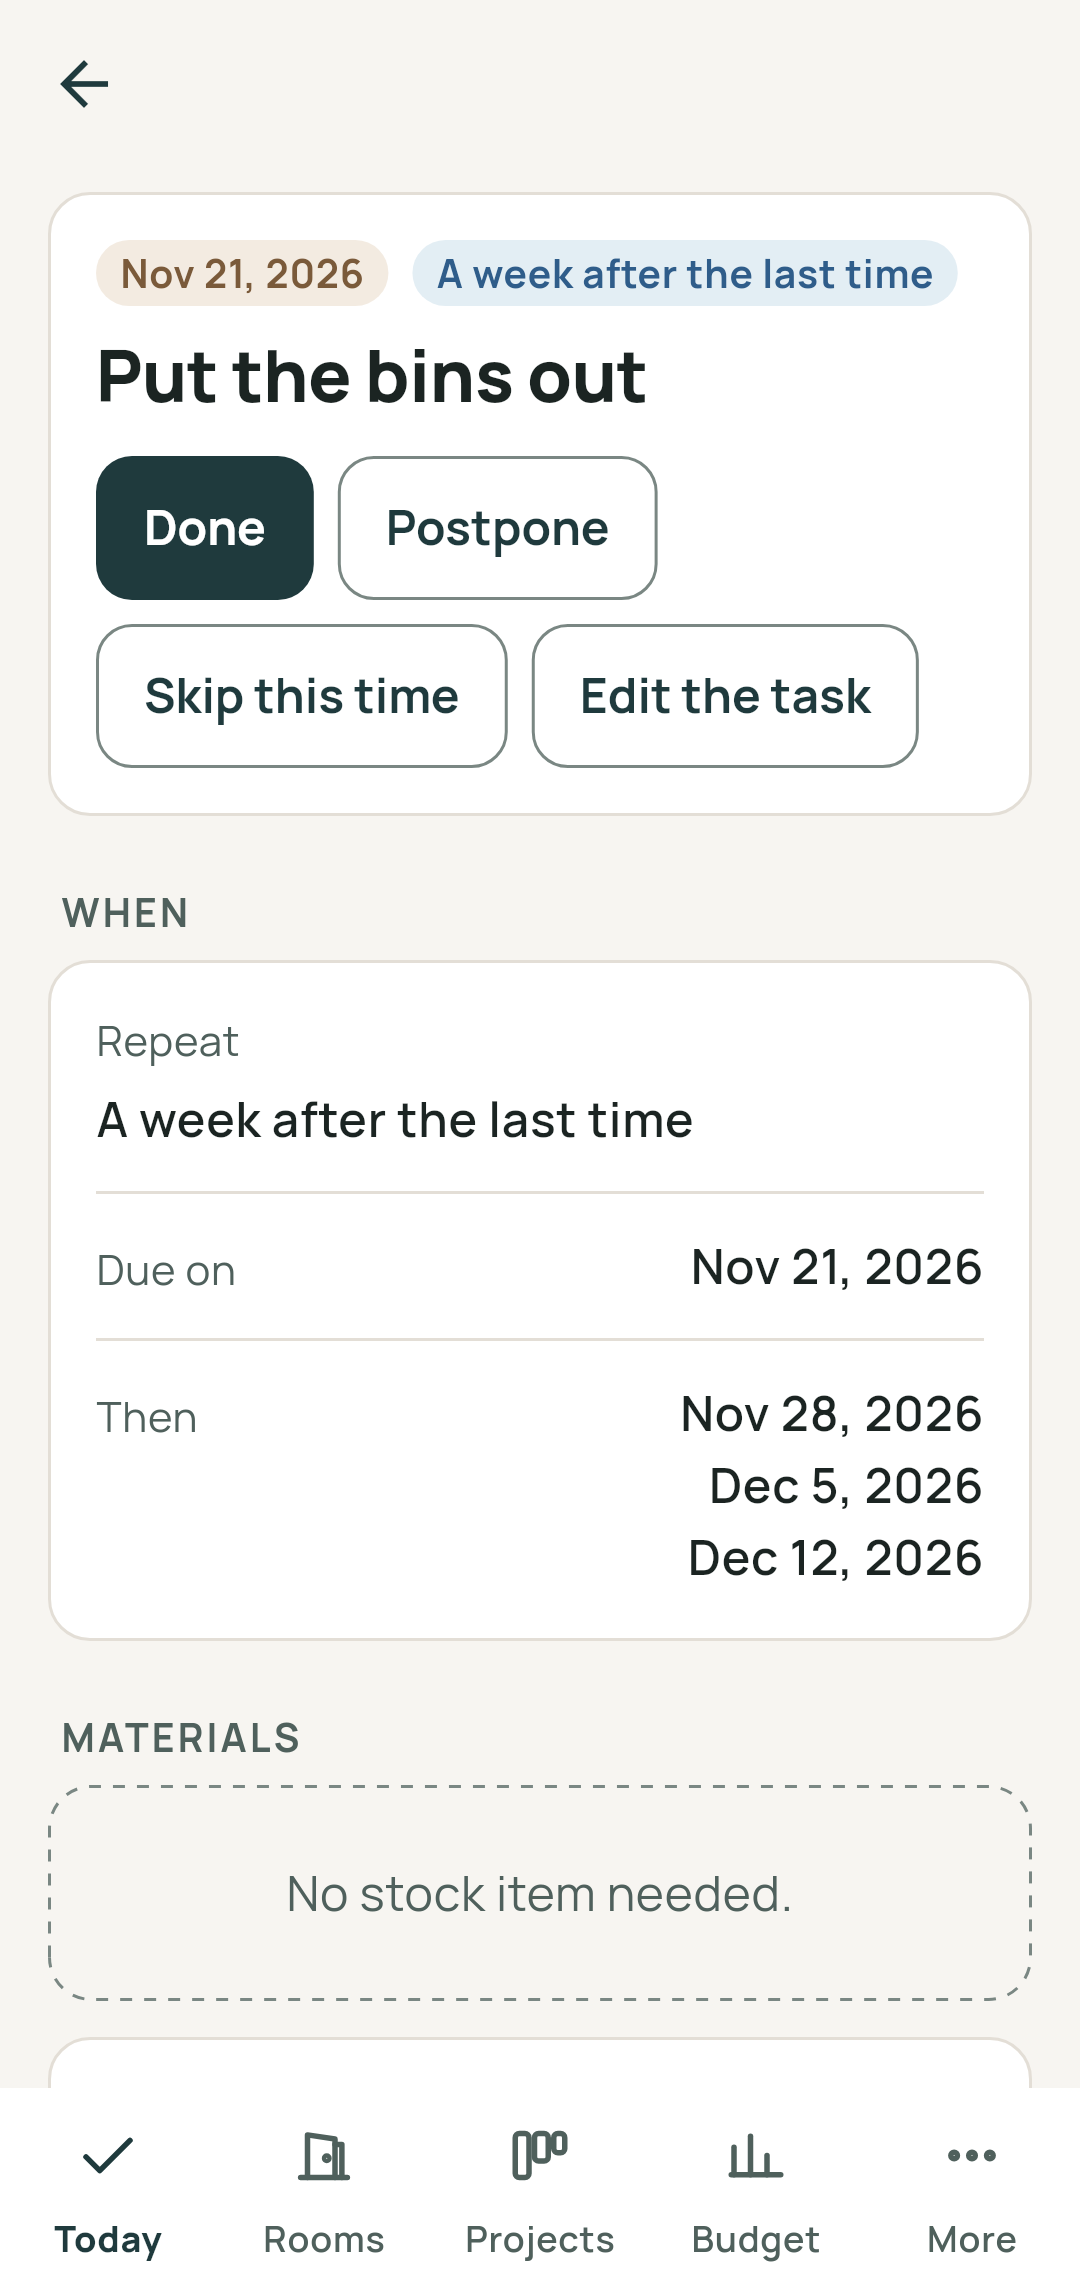 Nov 21, 2026
A week after the last time
Put the bins out
Done
Postpone
Skip this time
Edit the task
WHEN
Repeat
A week after the last time
Due on
Nov 21, 2026
Then
Nov 28, 2026
Dec 5, 2026
Dec 12, 2026
MATERIALS
No stock item needed.
Today
Rooms
Projects
Budget
More